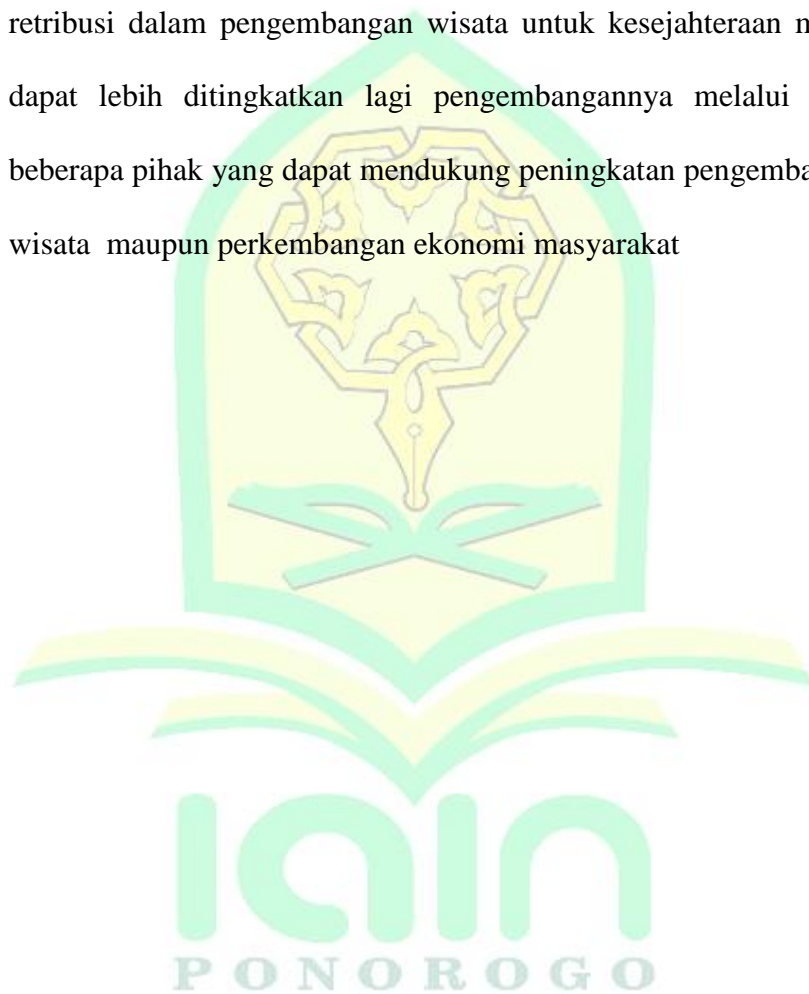 retribusi dalam pengembangan wisata untuk kesejahteraan
dapat lebih ditingkatkan lagi pengembangannya melalui
beberapa pihak yang dapat mendukung peningkatan
wisata maupun perkembangan ekonomi masyarakat
iain
PONOROGO